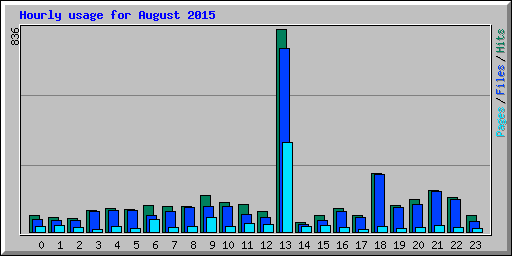 Hourly usage for August 2015
836
Pages/Files/Hits
0 1 2 3 4 5 6 7 8 9 10 11 12 13 14 15 16 17 18 19 20 21 22 23